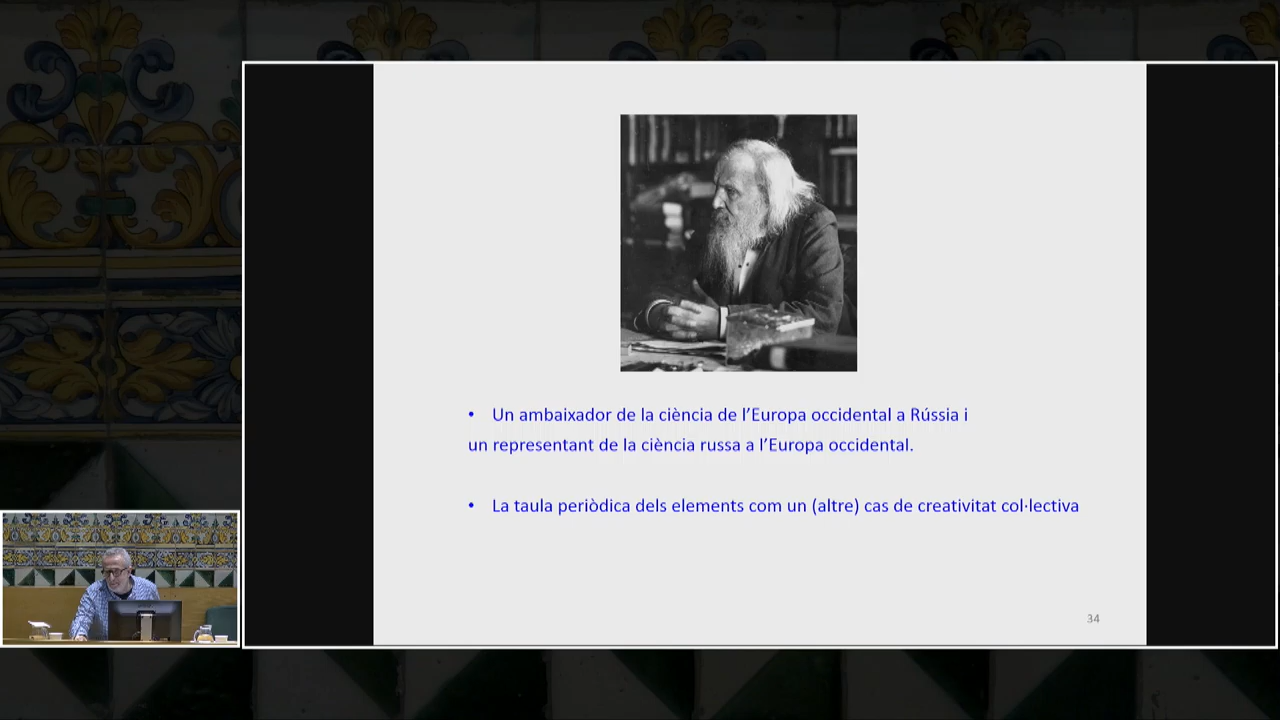 • Un ambaixador de la ciència de l’Europa occidental a Rússia i
un representant de la ciència russa a l’Europa occidental.
• La taula periòdica dels elements com un (altre) cas de creativitat col·lectiva
34